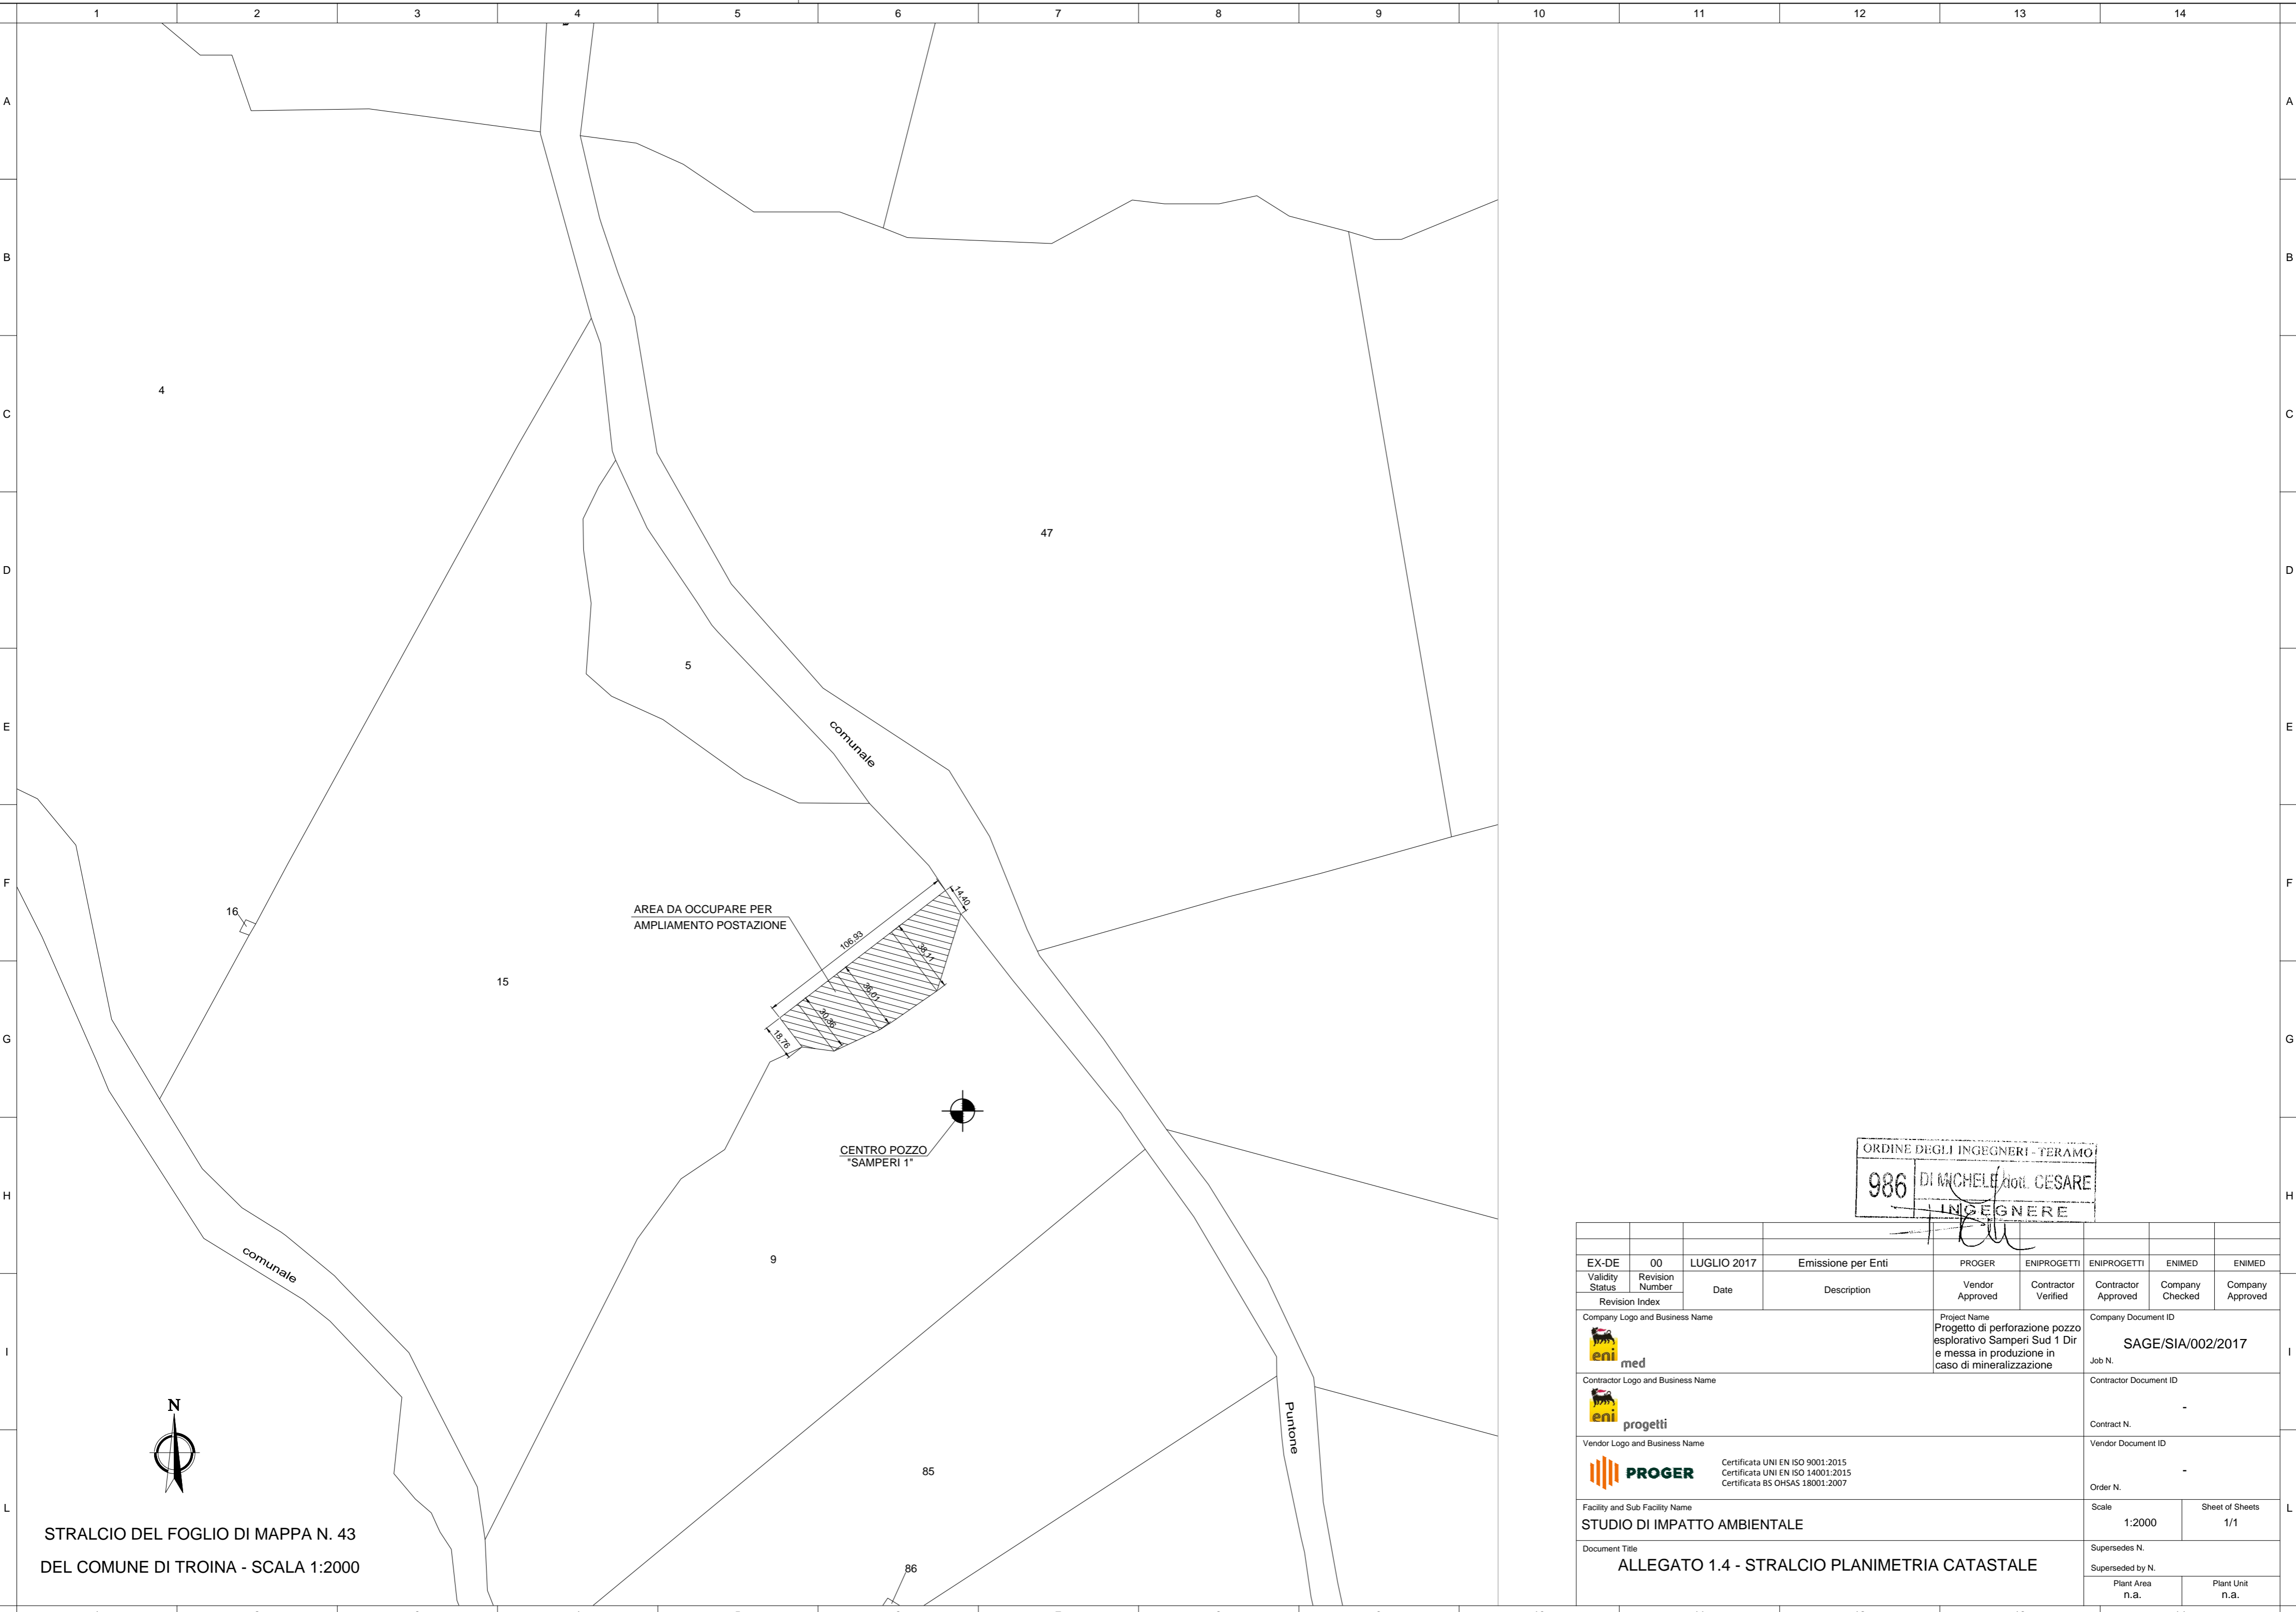 1 2 3 4 5 6 7 8 9 10 11 12 13 14
A A
B B
C C
D D
E E
F F
G G
H H
I I
L L
4
47
5
comunale
16
15
AREA DA OCCUPARE PER
AMPLIAMENTO POSTAZIONE
106,93
14,40
38,11
36,01
30,36
18,76
CENTRO POZZO
"SAMPERI 1"
9
comunale
Puntone
85
86
N
STRALCIO DEL FOGLIO DI MAPPA N. 43
DEL COMUNE DI TROINA - SCALA 1:2000
ORDINE DEGLI INGEGNERI - TERAMO
986 DI MICHELE dott. CESARE
INGEGNERE
EX-DE 00 LUGLIO 2017 Emissione per Enti PROGER ENIPROGETTI ENIPROGETTI ENIMED ENIMED
Validity Status Revision Number Date Description Vendor Approved Contractor Verified Contractor Approved Company Checked Company Approved
Revision Index
Company Logo and Business Name
eni med
Project Name
Progetto di perforazione pozzo
esplorativo Samperi Sud 1 Dir
e messa in produzione in
caso di mineralizzazione
Company Document ID
SAGE/SIA/002/2017
Job N.
Contractor Logo and Business Name
eni progetti
Contractor Document ID
-
Contract N.
Vendor Logo and Business Name
PROGER
Certificata UNI EN ISO 9001:2015
Certificata UNI EN ISO 14001:2015
Certificata BS OHSAS 18001:2007
Vendor Document ID
-
Order N.
Facility and Sub Facility Name
STUDIO DI IMPATTO AMBIENTALE
Scale
1:2000
Sheet of Sheets
1/1
Document Title
ALLEGATO 1.4 - STRALCIO PLANIMETRIA CATASTALE
Supersedes N.
Superseded by N.
Plant Area
n.a.
Plant Unit
n.a.